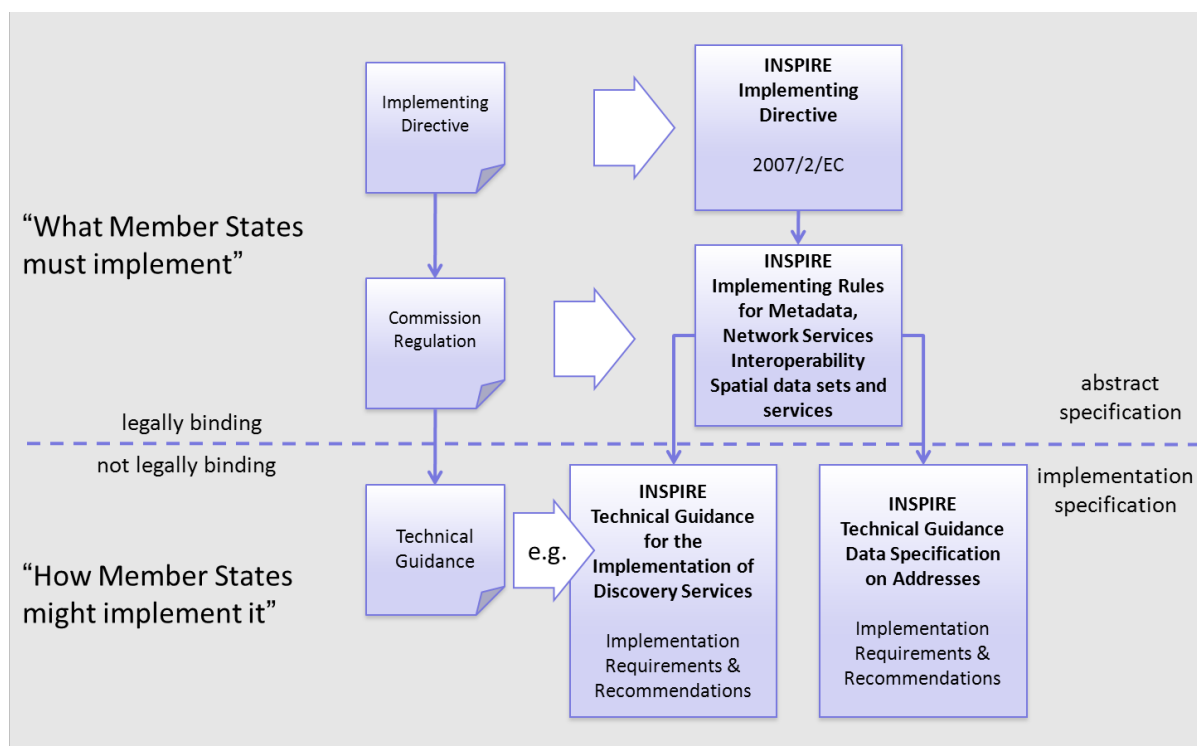 Implementing
Directive
INSPIRE
Implementing
Directive
2007/2/EC
“What Member States
must implement”
Commission
Regulation
INSPIRE
Implementing Rules
for Metadata,
Network Services
Interoperability
Spatial data sets and
services
abstract
specification
legally binding
not legally binding
implementation
specification
“How Member States
might implement it”
Technical
Guidance
e.g.
INSPIRE
Technical Guidance
for the
Implementation of
Discovery Services
Implementation
Requirements &
Recommendations
INSPIRE
Technical Guidance
Data Specification
on Addresses
Implementation
Requirements &
Recommendations